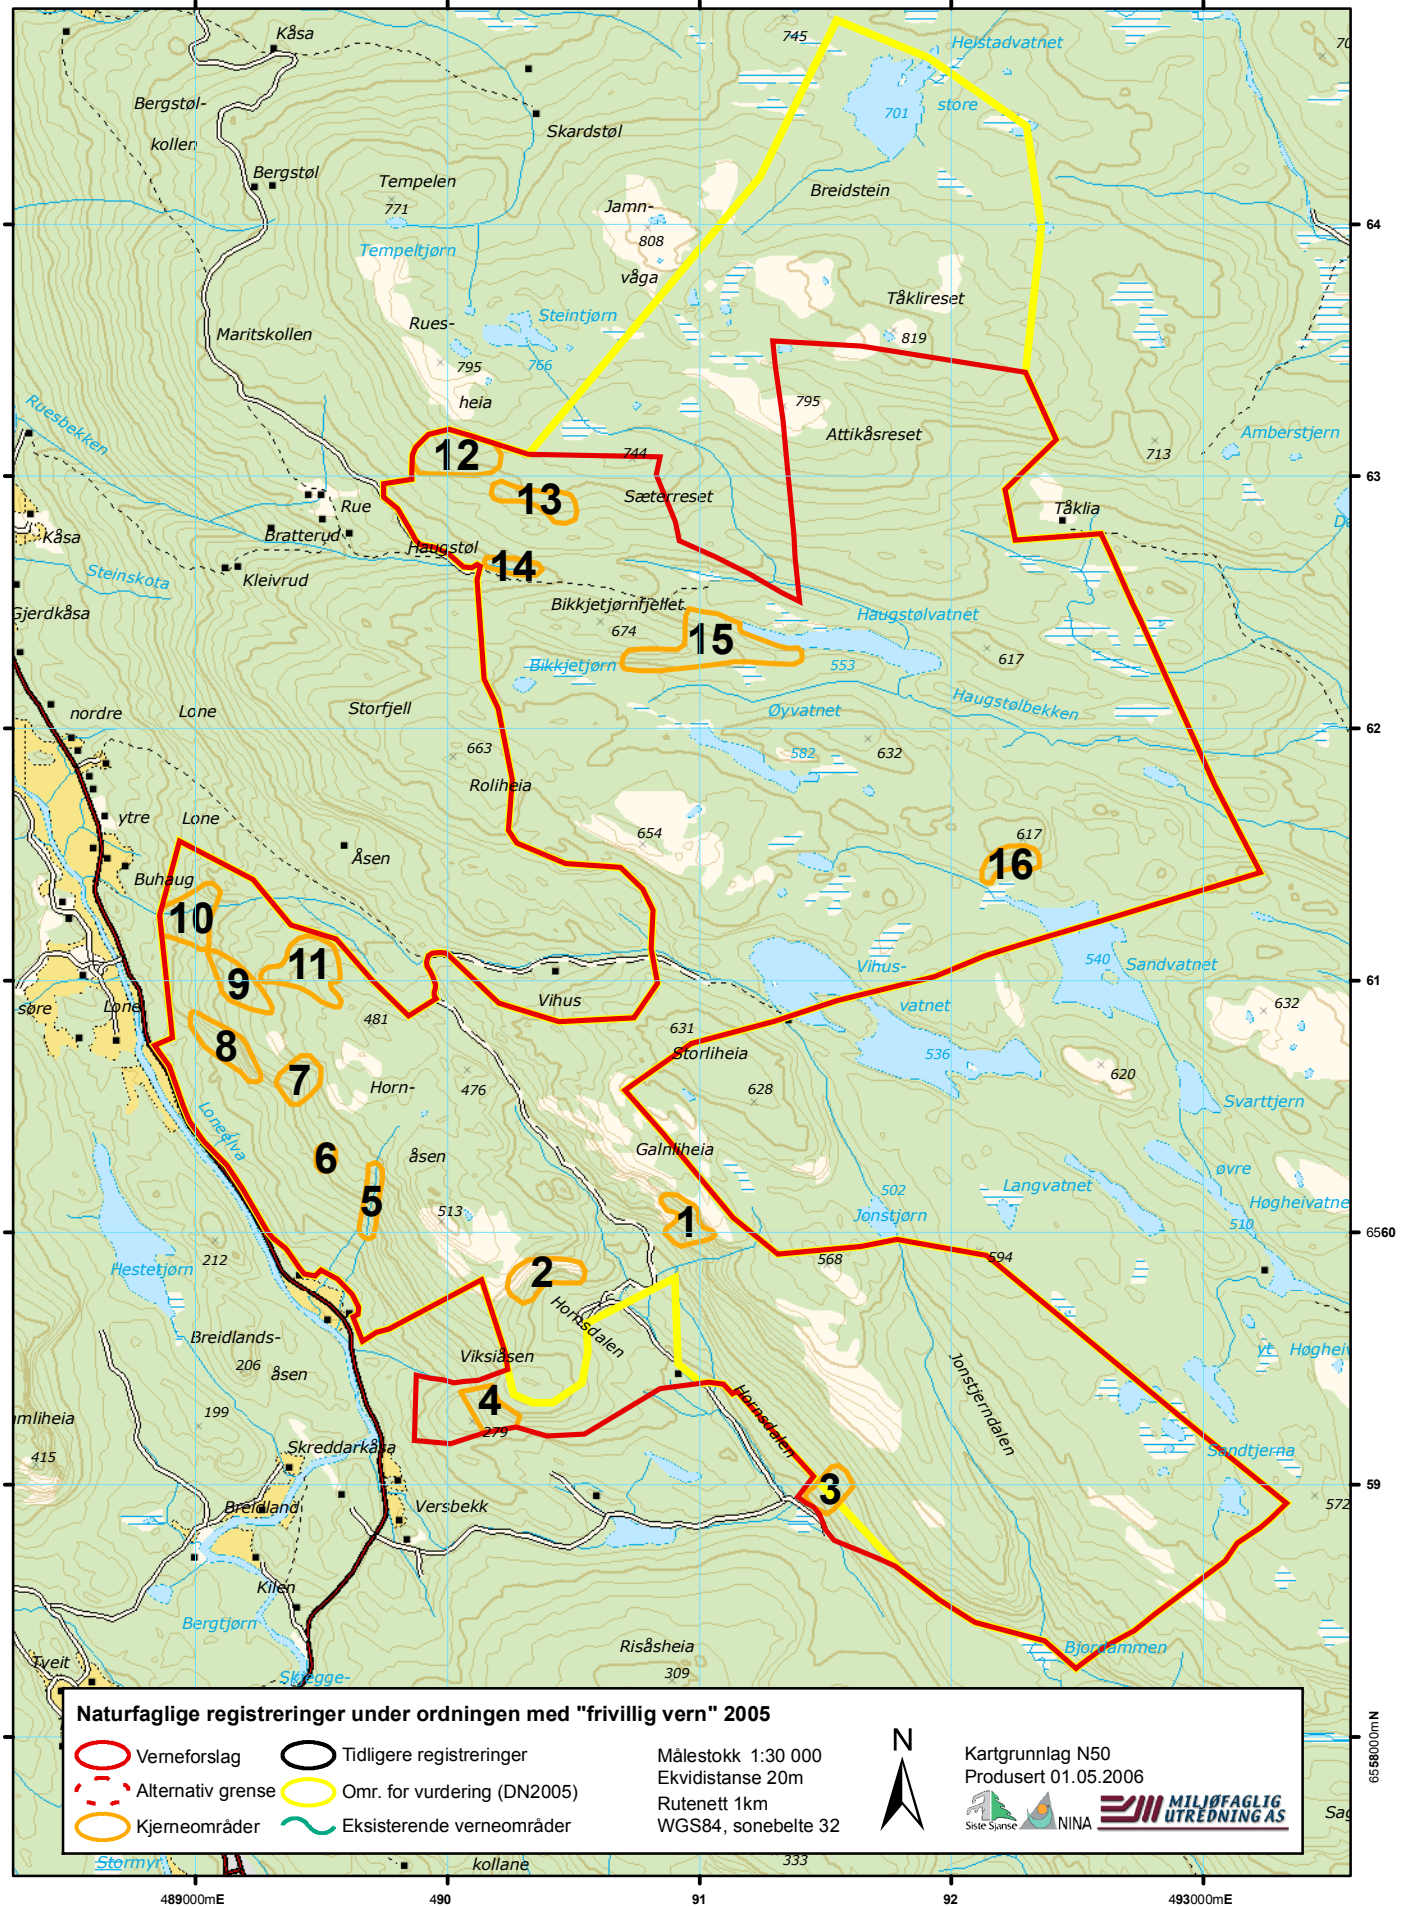 Kåsa
745
Heistadvatnet
70
Bergstøl-
store
701
kollen
Skardstøl
Bergstøl
Tempelen
771
Jamn-
Breidstein
808
64
Tempeltjørn
våga
Tåklireset
Steintjørn
Rues-
Maritskollen
819
795
766
heia
795
Ruesbekken
Attikåsreset
Amberstjern
12
744
713
63
13
Sæterreset
Rue
Tåklia
Bratterud
Kåsa
Haugstøl
14
Steinskota
Kleivrud
Bikkjetjørnfjellet
Gjerdkåsa
Haugstølvatnet
674
15
617
Bikkjetjørn
553
Haugstølbekken
nordre
Lone
Storfjell
Øyvatnet
62
663
582
632
Roliheia
ytre
Lone
654
617
Åsen
16
Buhaug
10
11
Vihus-
540
Sandvatnet
9
61
Vihus
vatnet
søre
Lone
481
631
632
8
Storliheia
536
620
7
Horn-
476
628
Svarttjern
Loneelva
Galnliheia
6
åsen
øvre
5
502
Langvatnet
Høgheivatne
513
1
Jonstjørn
510
6560
212
568
594
Hestetjørn
2
Hornsdalen
Breidlands-
Viksiåsen
yt Høgheiv
206
åsen
Jonstjerndalen
4
Hornsdalen
mliheia
199
279
415
Skreddarkåsa
Sandtjerna
3
59
Breidland
Versbekk
572
Kilen
Bergtjørn
Risåsheia
Bjordammen
Tveit
309
Skjegge-
Naturfaglige registreringer under ordningen med "frivillig vern" 2005
Verneforslag
Tidligere registreringer
Alternativ grense
Omr. for vurdering (DN2005)
Kjerneområder
Eksisterende verneområder
Målestokk 1:30 000
Ekvidistanse 20m
Rutenett 1km
WGS84, sonebelte 32
N
Kartgrunnlag N50
Produsert 01.05.2006
Siste Sjanse
NINA
MILJØFAGLIG
UTREDNING AS
6558000mN
Sag
Stormyr
kollane
333
489000mE
490
91
92
493000mE